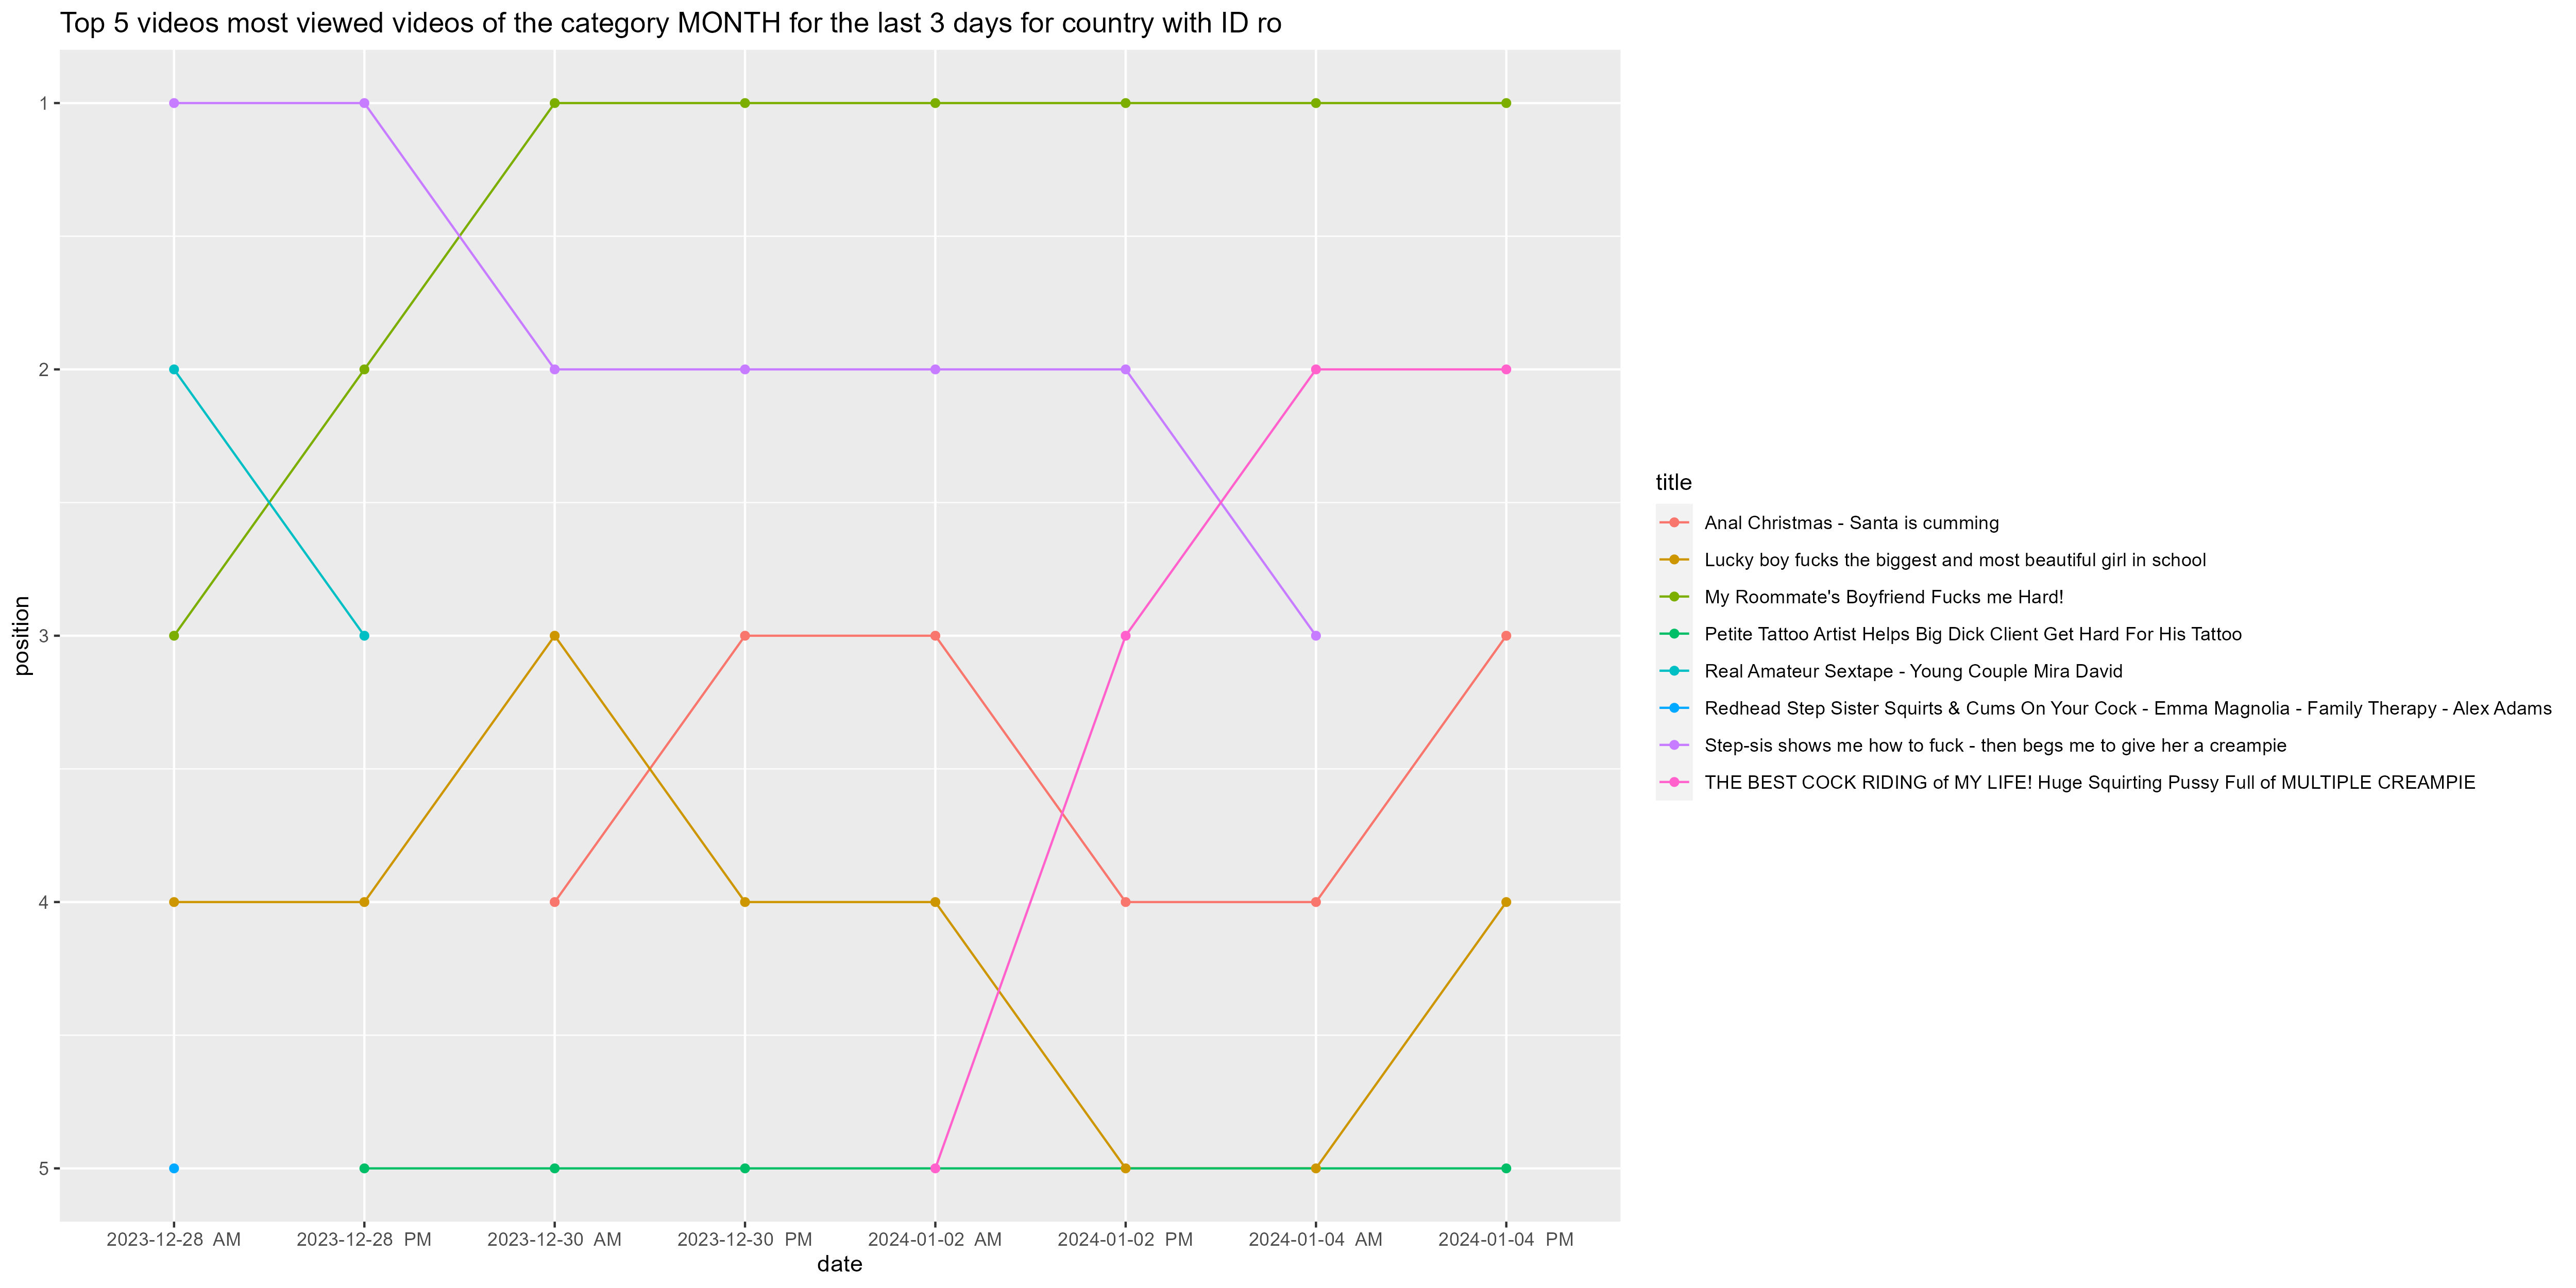 Top 5 videos most viewed videos of the category MONTH for the last 3 days for country with ID ro
position
1
2
3
4
5
2023-12-28 AM
2023-12-28 PM
2023-12-30 AM
2023-12-30 PM
2024-01-02 AM
2024-01-02 PM
2024-01-04 AM
2024-01-04 PM
date
title
Anal Christmas - Santa is cumming
Lucky boy fucks the biggest and most beautiful girl in school
My Roommate's Boyfriend Fucks me Hard!
Petite Tattoo Artist Helps Big Dick Client Get Hard For His Tattoo
Real Amateur Sextape - Young Couple Mira David
Redhead Step Sister Squirts & Cums On Your Cock - Emma Magnolia - Family Therapy - Alex Adams
Step-sis shows me how to fuck - then begs me to give her a creampie
THE BEST COCK RIDING of MY LIFE! Huge Squirting Pussy Full of MULTIPLE CREAMPIE